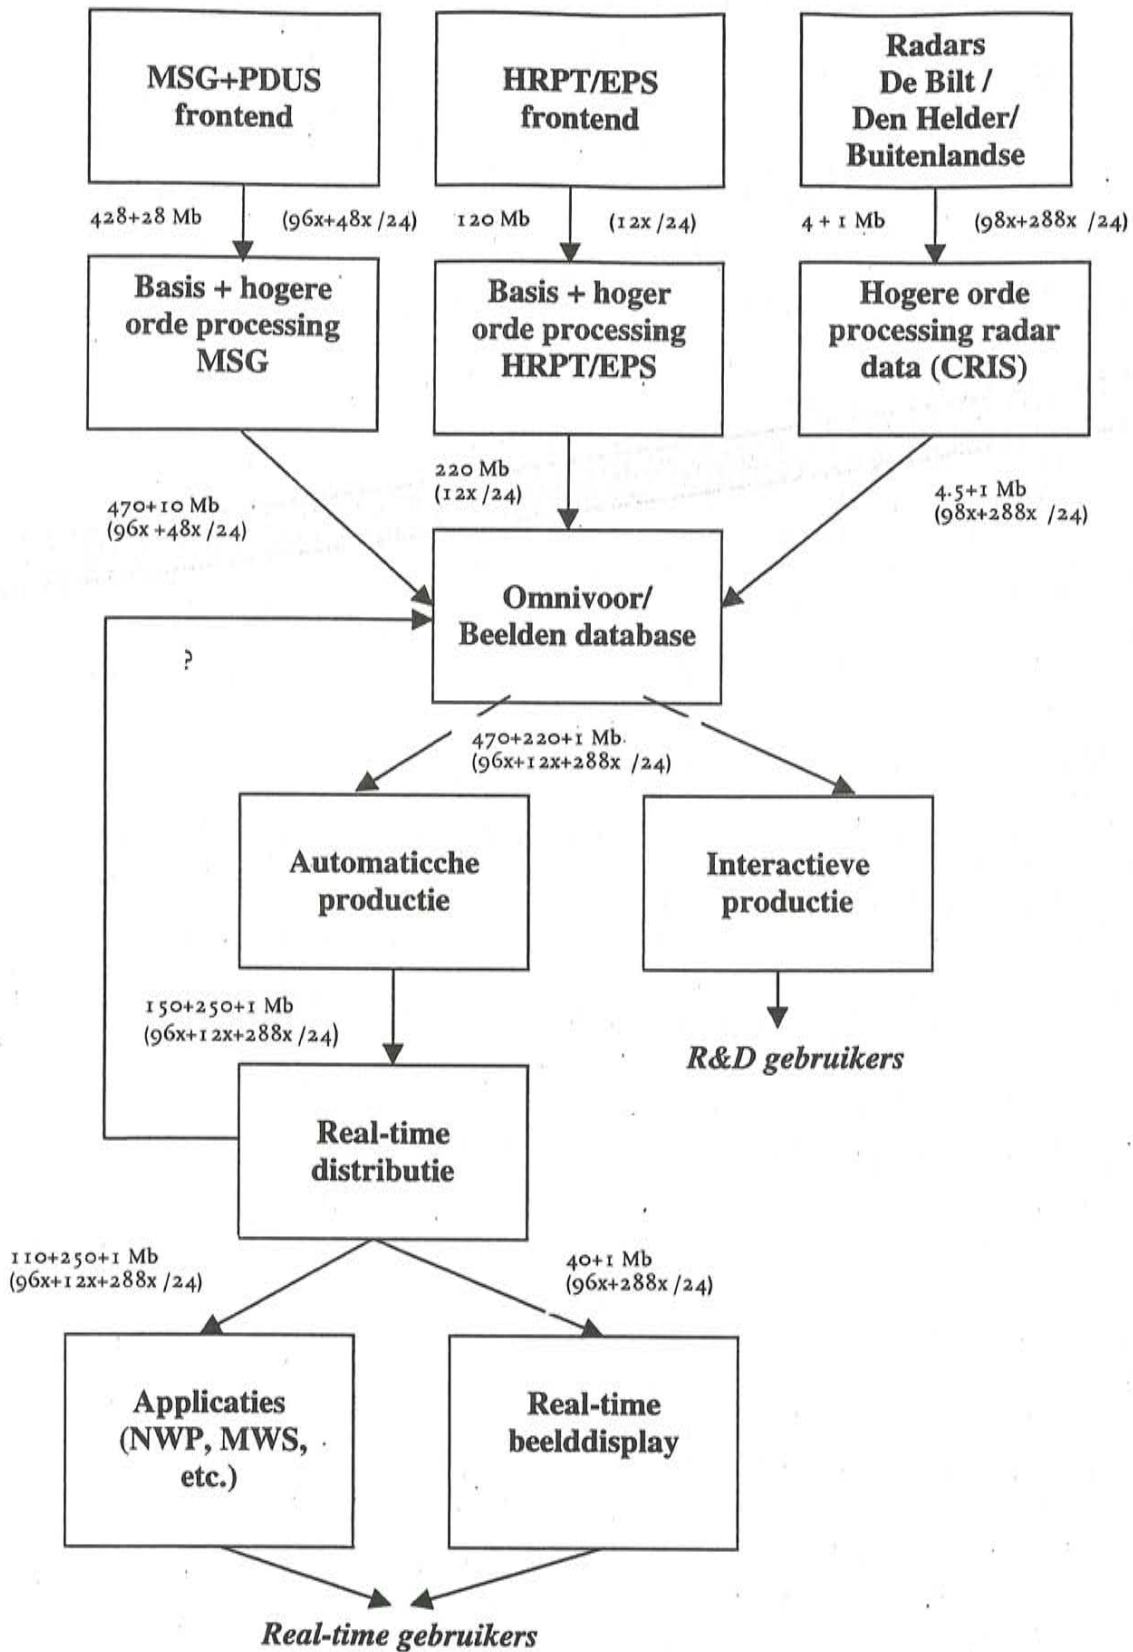 MSG+PDUS
frontend
HRPT/EPS
frontend
Radars
De Bilt /
Den Helder/
Buitenlandse
428+28 Mb
(96x+48x /24)
120 Mb
(12x /24)
4 + 1 Mb
(98x+288x /24)
Basis + hogere
orde processing
MSG
Basis + hoger
orde processing
HRPT/EPS
Hogere orde
processing radar
data (CRIS)
470+10 Mb
(96x +48x /24)
220 Mb
(12x /24)
4.5+1 Mb
(98x+288x /24)
Omnivoor/
Beelden database
?
470+220+1 Mb
(96x+12x+288x /24)
Automaticche
productie
Interactieve
productie
150+250+1 Mb
(96x+12x+288x /24)
R&D gebruikers
Real-time
distributie
110+250+1 Mb
(96x+12x+288x /24)
40+1 Mb
(96x+288x /24)
Applicaties
(NWP, MWS,
etc.)
Real-time
beelddisplay
Real-time gebruikers